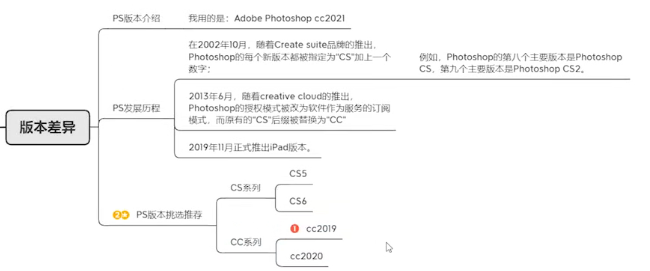 PS版本介绍
我用的是：Adobe Photoshop cc2021
在2002年10月，随着Create suite品牌的推出，
Photoshop的每个新版本都被指定为“CS”加上一个
数字；
例如，Photoshop的第八个主要版本是Photoshop
CS，第九个主要版本是Photoshop CS2。
版本差异
PS发展历程
2013年6月，随着creative cloud的推出，
Photoshop的授权模式被改为软件作为服务的订阅
模式，而原有的“CS”后缀被替换为“CC”
2019年11月正式推出iPad版本。
2 PS版本挑选推荐
CS系列
CS5
CS6
CC系列
1 cc2019
cc2020